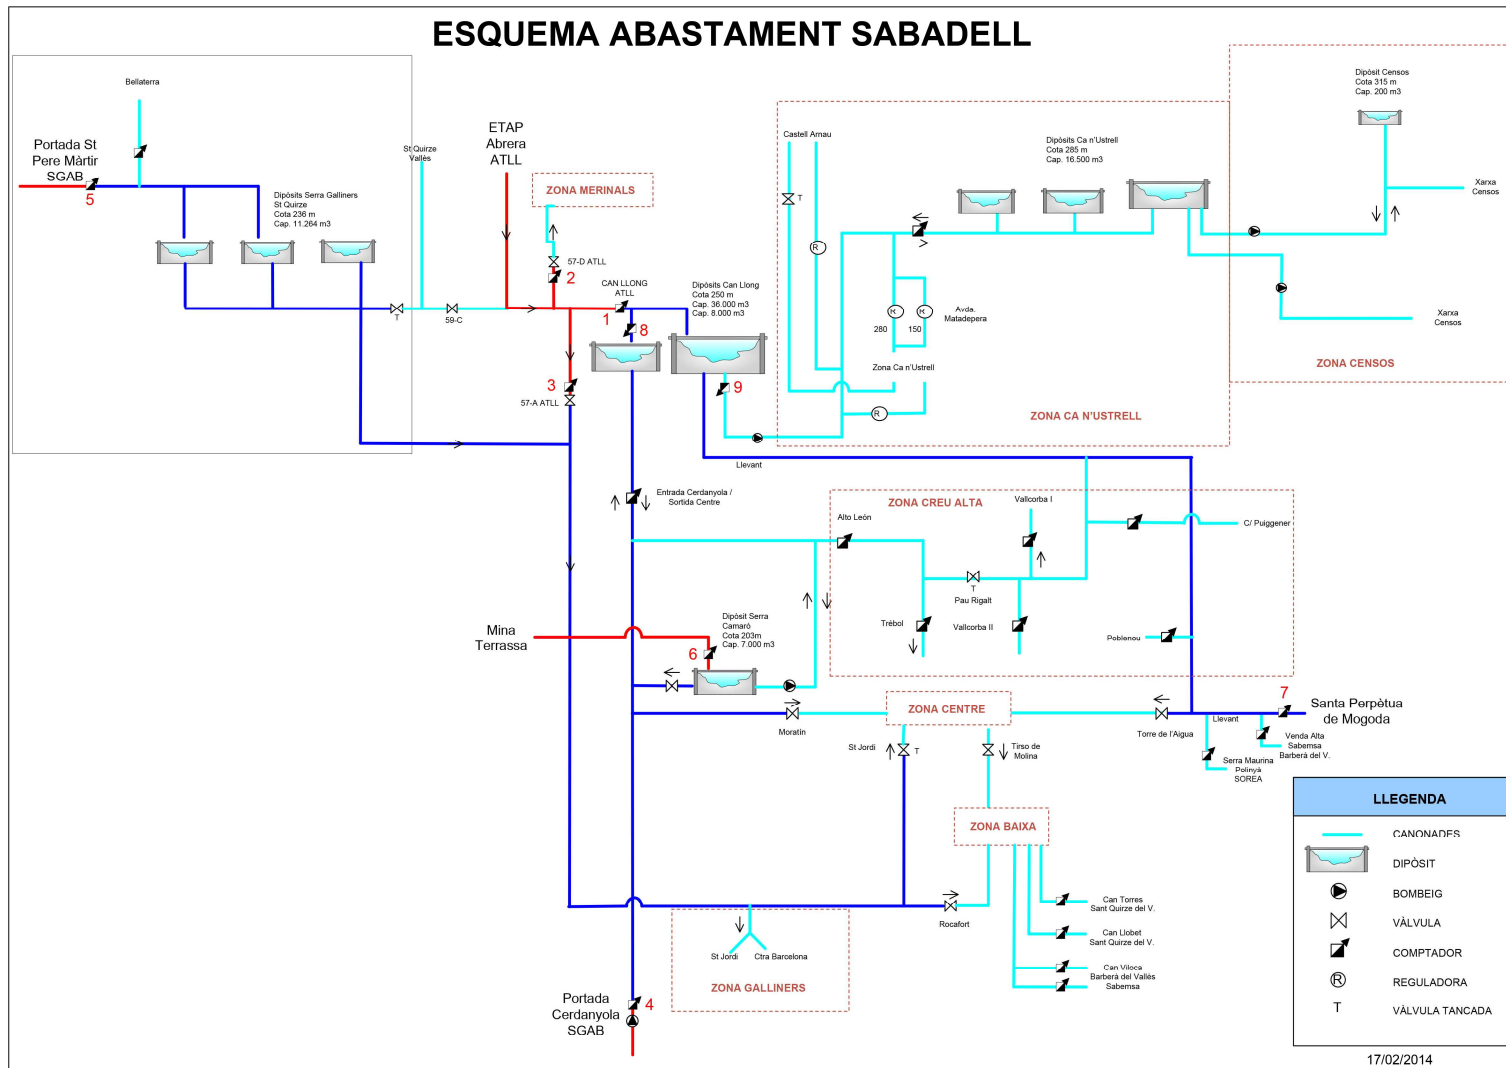 ESQUEMA ABASTAMENT SABADELL
Bellaterra
Portada St
Pere Màrtir
SGAB
5
Dipòsits Serra Galliners
St Quirze
Cota 236 m
Cap. 11.264 m3
St Quirze
Vallès
T
59-C
ETAP
Abrera
ATLL
ZONA MERINALS
57-D ATLL
2
CAN LLONG
ATLL
1
8
3
57-A ATLL
Dipòsits Can Llong
Cota 250 m
Cap. 36.000 m3
Cap. 8.000 m3
9
Castell Arnau
T
R
Dipòsits Ca n'Ustrell
Cota 285 m
Cap. 16.500 m3
R
R
280
150
Avda.
Matadepera
Zona Ca n'Ustrell
R
ZONA CA N'USTRELL
Dipòsit Censos
Cota 315 m
Cap. 200 m3
Xarxa
Censos
Xarxa
Censos
ZONA CENSOS
Llevant
Entrada Cerdanyola /
Sortida Centre
ZONA CREU ALTA
Alto León
Vallcorba I
C/ Puiggener
T
Pau Rigalt
Trébol
Vallcorba II
Poblenou
Mina
Terrassa
6
Dipòsit Serra
Camaró
Cota 203m
Cap. 7.000 m3
Moratín
ZONA CENTRE
Torre de l'Aigua
Llevant
7
Santa Perpètua
de Mogoda
Venda Alta
Sabemsa
Barberà del V.
Serra Maurina
Polinyà
SOREA
St Jordi
T
Tirso de
Molina
ZONA BAIXA
Rocafort
Can Torres
Sant Quirze del V.
Can Llobet
Sant Quirze del V.
Can Viloca
Barberà del Vallès
Sabemsa
St Jordi
Ctra Barcelona
ZONA GALLINERS
Portada
Cerdanyola
SGAB
4
LLEGENDA
CANONADES
DIPÒSIT
BOMBEIG
VÀLVULA
COMPTADOR
R
REGULADORA
T
VÀLVULA TANCADA
17/02/2014